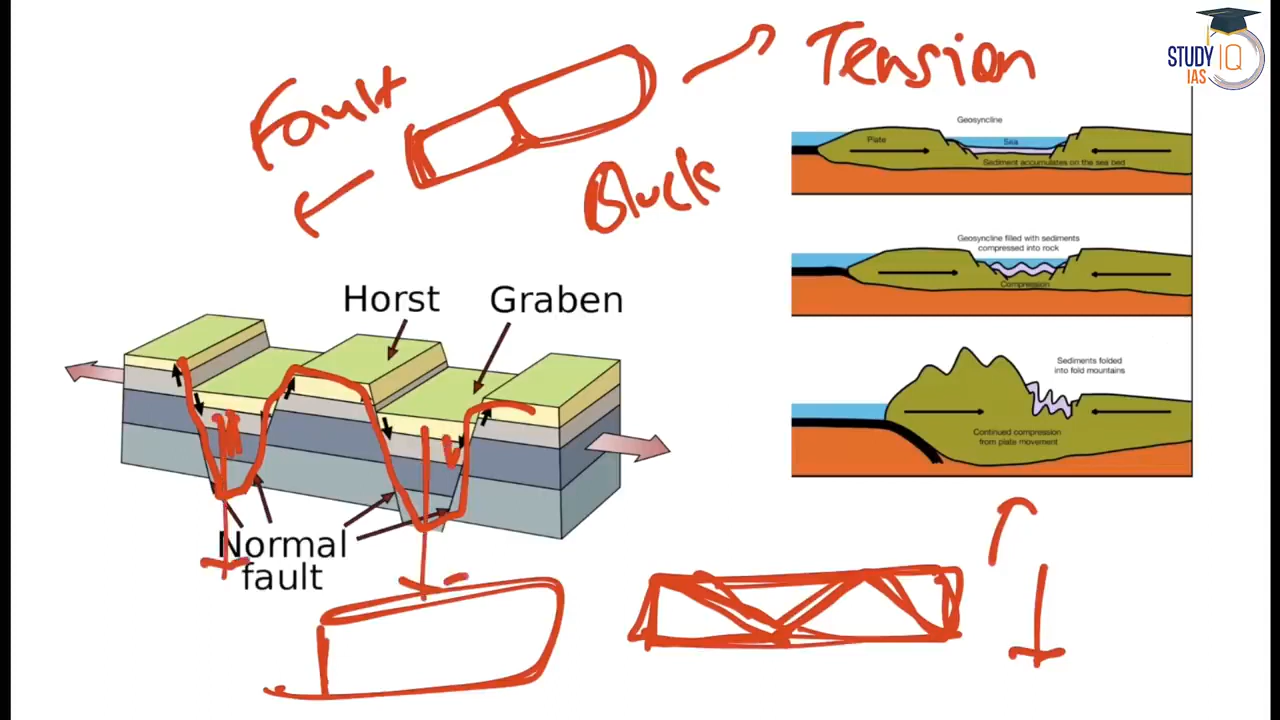 STUDY IQ
IAS
Tension
Fault
Block
Geosyncline
Plate
Sea
Sediment accumulates on the sea bed
Geosyncline filled with sediments
compressed into rock
Compression
Sediments folded
into fold mountains
Continued compression
from plate movement
Horst
Graben
Normal
fault